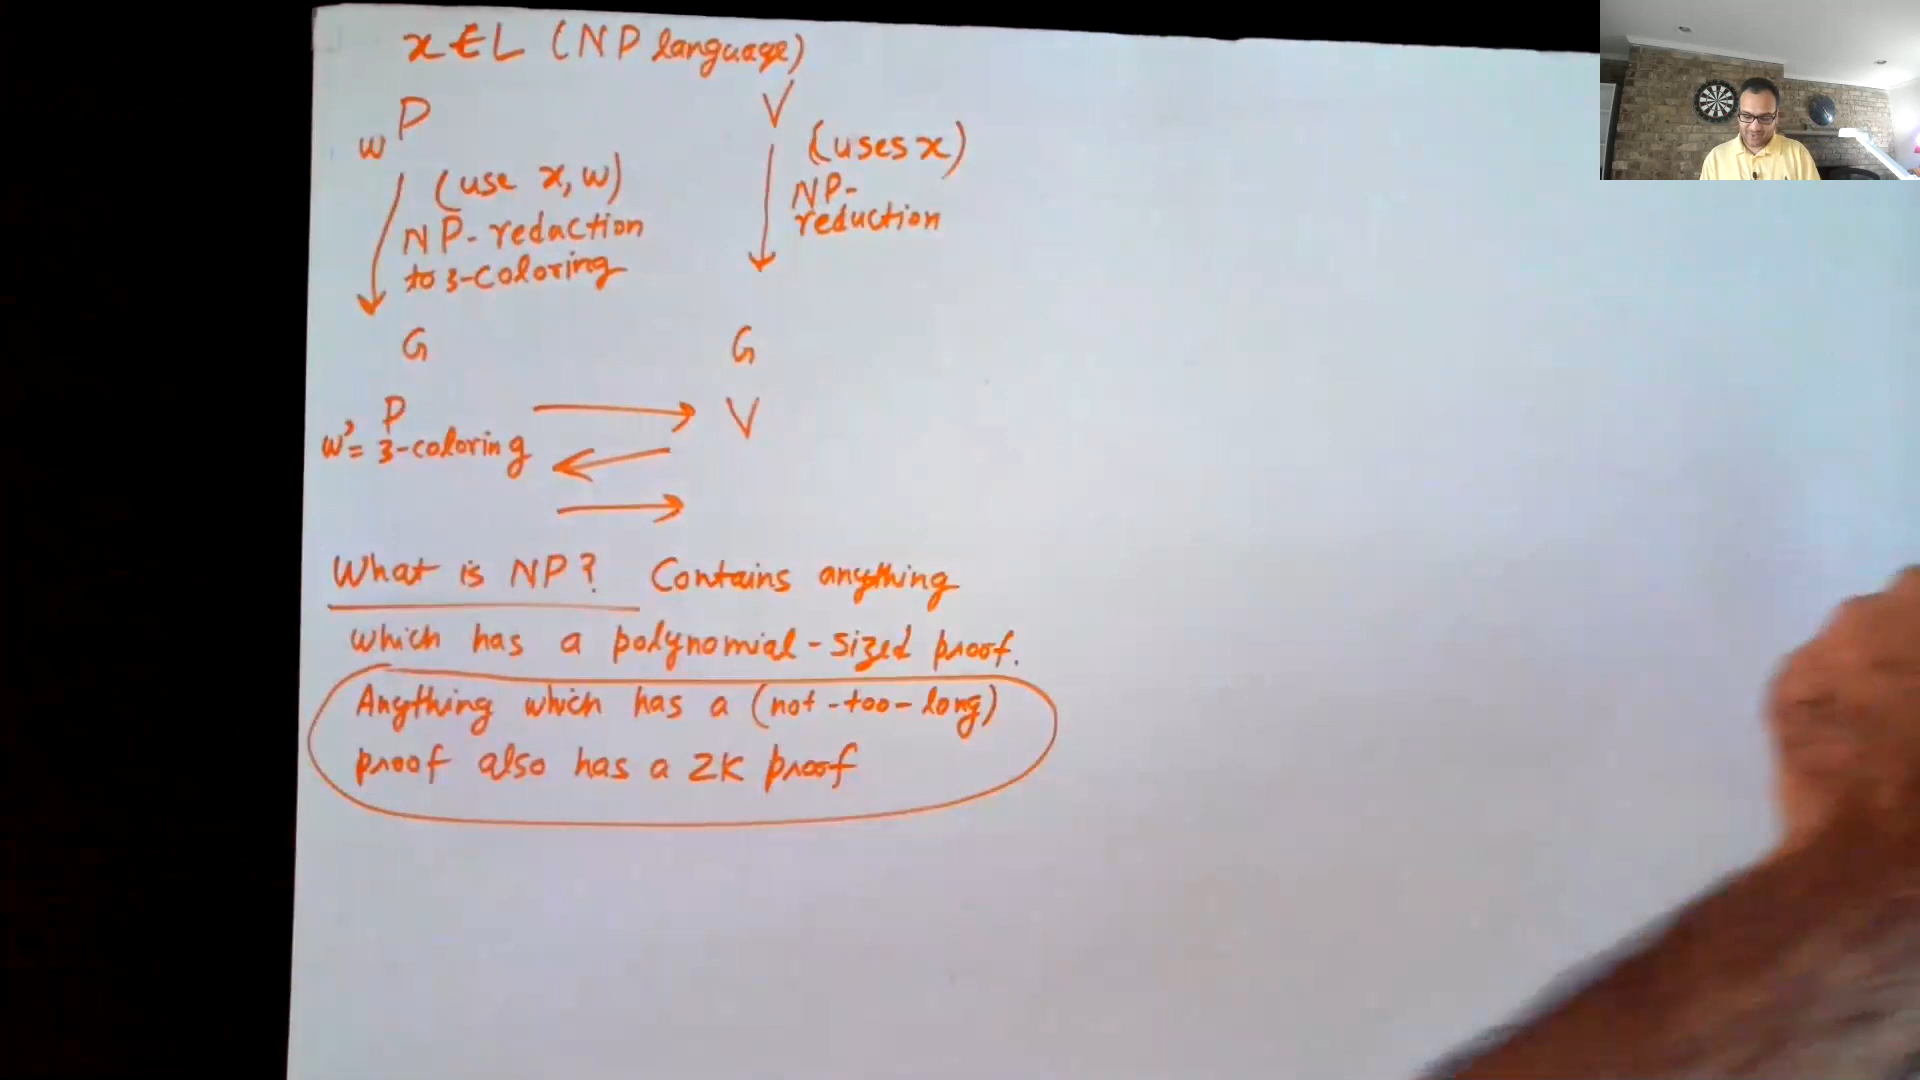 x ∈ L (NP language)
P V
w (uses x)
(use x, w) NP-
NP-reduction reduction
to 3-coloring
G G
P V
w'= 3-coloring
What is NP? Contains anything
which has a polynomial-sized proof.
Anything which has a (not-too-long)
proof also has a ZK proof